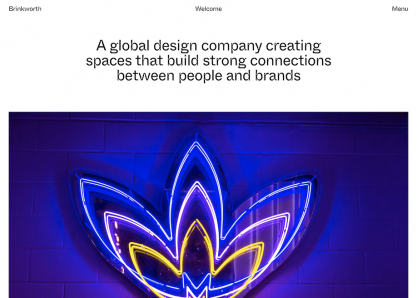 Brinkworth
Welcome
Menu
A global design company creating
spaces that build strong connections
between people and brands